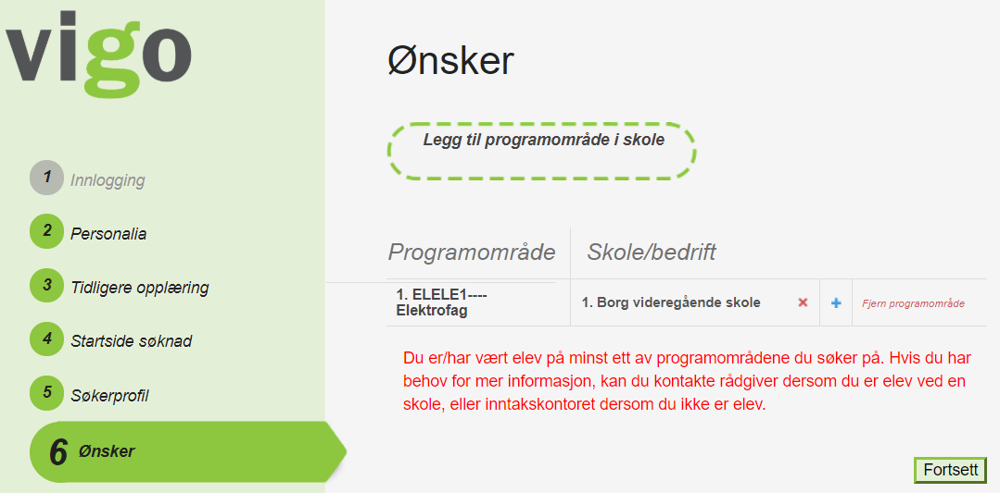 vigo
1 Innlogging
2 Personalia
3 Tidligere opplæring
4 Startside søknad
5 Søkerprofil
6 Ønsker
Ønsker
Legg til programområde i skole
Programområde Skole/bedrift
1. ELELE1----
Elektrofag
1. Borg videregående skole
Fjern programområde
Du er/har vært elev på minst ett av programområdene du søker på. Hvis du har
behov for mer informasjon, kan du kontakte rådgiver dersom du er elev ved en
skole, eller inntakskontoret dersom du ikke er elev.
Fortsett